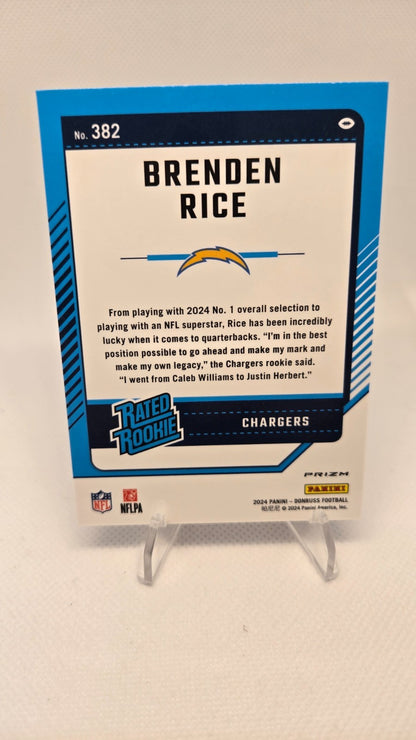 No. 382
BRENDEN
RICE
From playing with 2024 No. 1 overall selection to
playing with an NFL superstar, Rice has been incredibly
lucky when it comes to quarterbacks. “I’m in the best
position possible to go ahead and make my mark and
make my own legacy,” the Chargers rookie said.
“I went from Caleb Williams to Justin Herbert.”
RATED
ROOKIE
CHARGERS
PRIZM
PANINI
NFL
NFLPA
2024 PANINI – DONRUSS FOOTBALL
© 2024 Panini America, Inc.